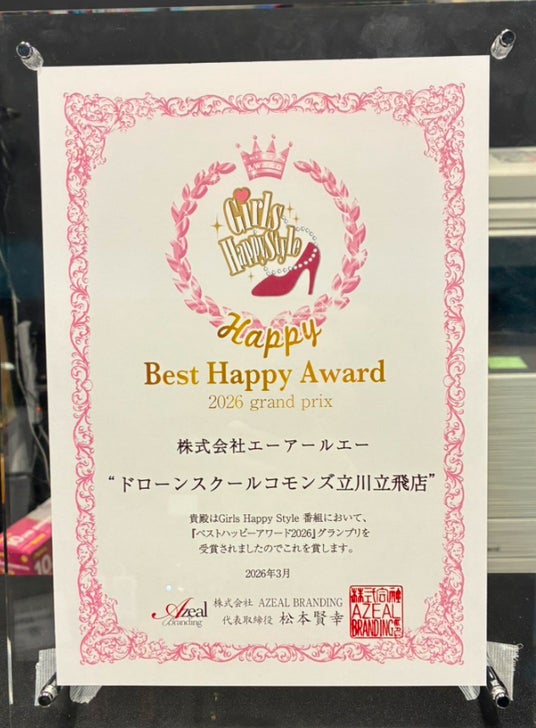 Girls
Happy Style
Happy
Best Happy Award
2026 grand prix
株式会社エーアールエー
“ドローンスクールコモンズ立川立飛店”
貴殿はGirls Happy Style 番組において、
『ベストハッピーアワード2026』グランプリを
受賞されましたのでこれを賞します。
2026年3月
Azeal
Branding
株式会社 AZEAL BRANDING
代表取締役 松本賢幸
株式会社
AZEAL
BRANDING
10